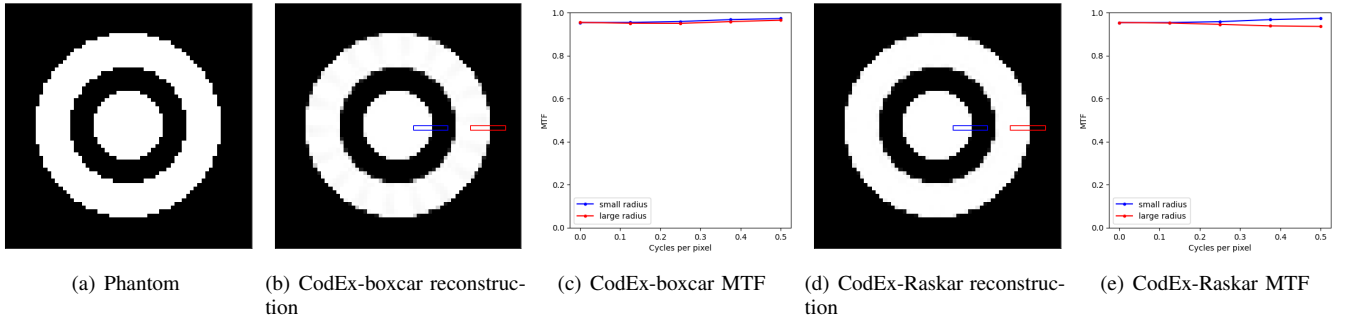 1.0
0.8
0.6
0.4
0.2
0.0
MTF
small radius
large radius
0.0 0.1 0.2 0.3 0.4 0.5
Cycles per pixel
1.0
0.8
0.6
0.4
0.2
0.0
MTF
small radius
large radius
0.0 0.1 0.2 0.3 0.4 0.5
Cycles per pixel
(a) Phantom
(b) CodEx-boxcar reconstruc-
tion
(c) CodEx-boxcar MTF
(d) CodEx-Raskar reconstruc-
tion
(e) CodEx-Raskar MTF